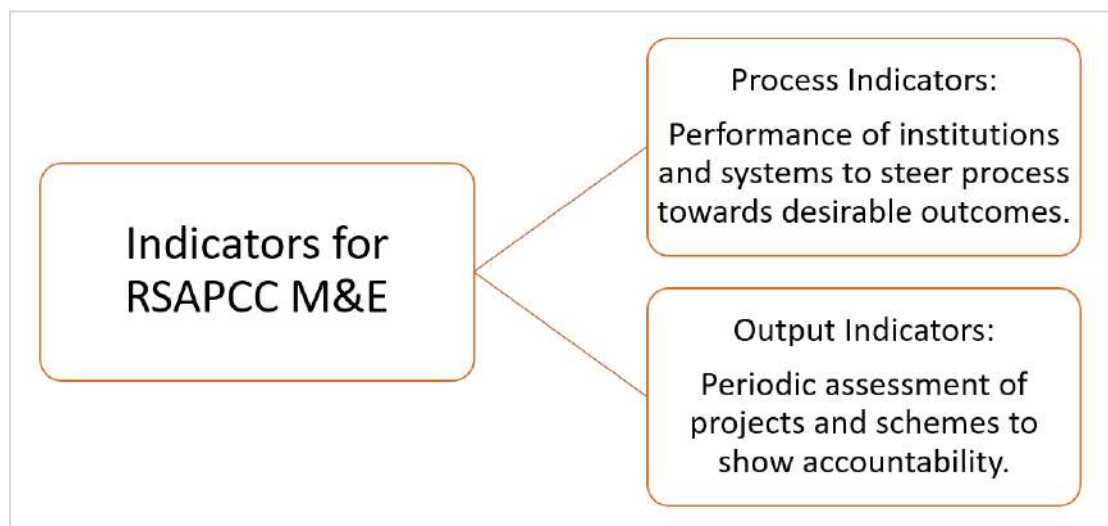 Indicators for
RSAPCC M&E
Process Indicators:
Performance of institutions
and systems to steer process
towards desirable outcomes.
Output Indicators:
Periodic assessment of
projects and schemes to
show accountability.